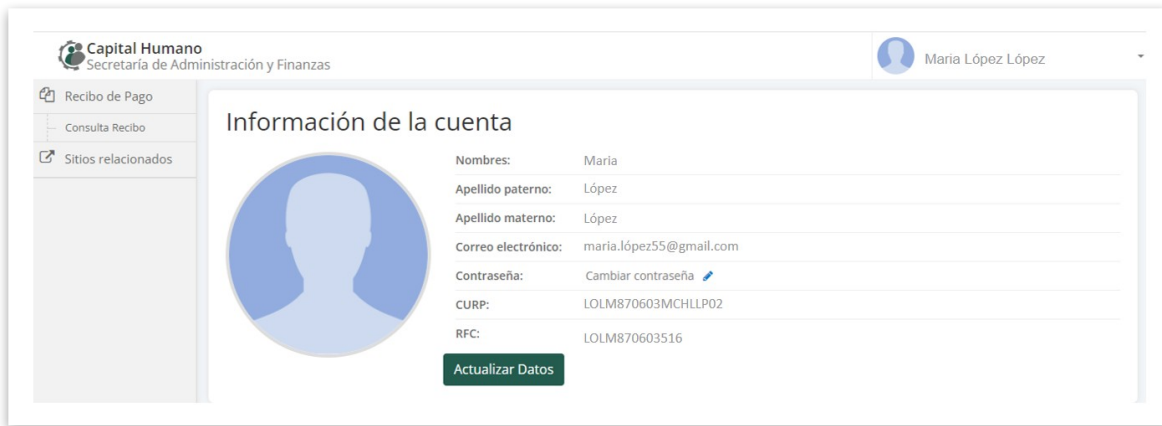 Capital Humano
Secretaría de Administración y Finanzas
Maria López López
Recibo de Pago
Consulta Recibo
Sitios relacionados
Información de la cuenta
Nombres: Maria
Apellido paterno: López
Apellido materno: López
Correo electrónico: maria.lópez55@gmail.com
Contraseña: Cambiar contraseña
CURP: LOLM870603MCHLLP02
RFC: LOLM870603516
Actualizar Datos